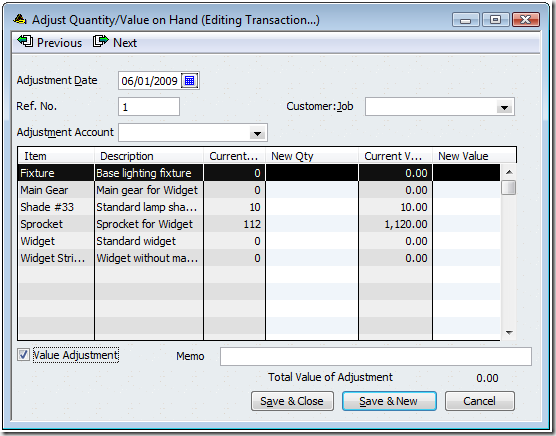 Adjust Quantity/Value on Hand (Editing Transaction...)
Previous Next
Adjustment Date 06/01/2009
Ref. No. 1 Customer:Job
Adjustment Account
Item Description Current... New Qty Current V... New Value
Fixture Base lighting fixture 0 0.00
Main Gear Main gear for Widget 0 0.00
Shade #33 Standard lamp sha... 10 10.00
Sprocket Sprocket for Widget 112 1,120.00
Widget Standard widget 0 0.00
Widget Stri... Widget without ma... 0 0.00
Value Adjustment Memo
Total Value of Adjustment 0.00
Save & Close Save & New Cancel